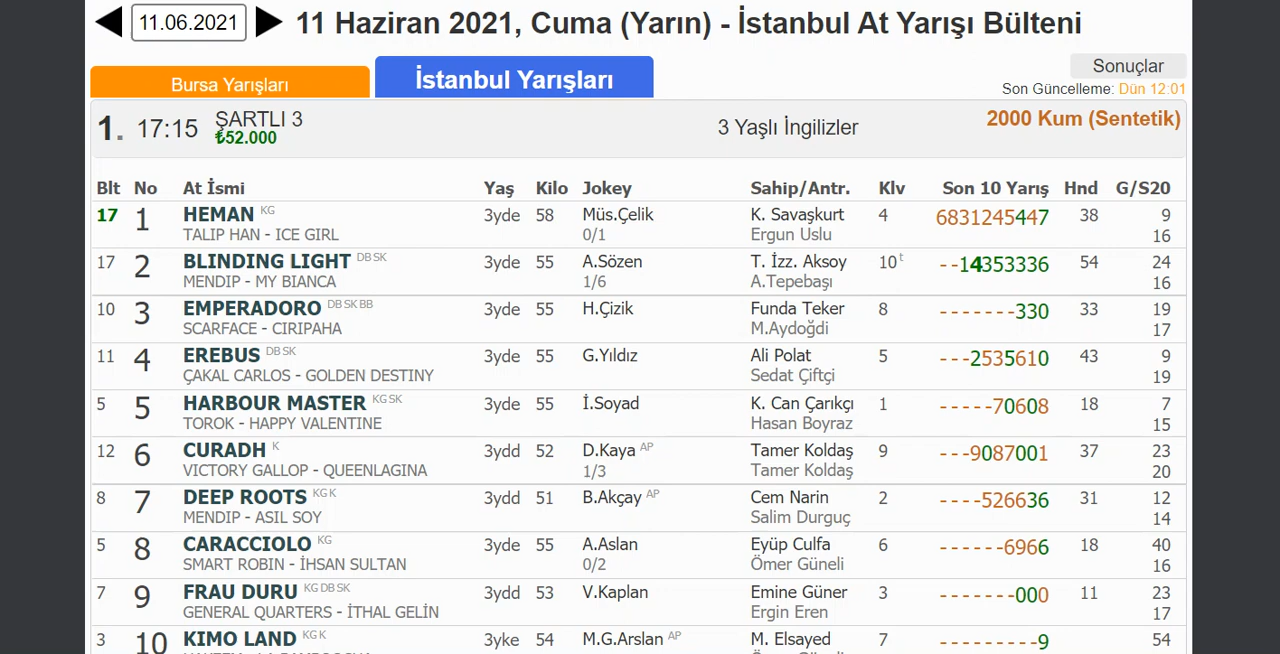 11.06.2021 11 Haziran 2021, Cuma (Yarın) - İstanbul At Yarışı Bülteni
Bursa Yarışları İstanbul Yarışları Sonuçlar
Son Güncelleme: Dün 12:01
1. 17:15 ŞARTLI 3 3 Yaşlı İngilizler 2000 Kum (Sentetik)
₺52.000
Blt No At İsmi Yaş Kilo Jokey Sahip/Antr. Klv Son 10 Yarış Hnd G/S20
17 1 HEMAN KG 3yde 58 Müs.Çelik K. Savaşkurt 4 6831245447 38 9
TALIP HAN - ICE GIRL 0/1 Ergun Uslu 16
17 2 BLINDING LIGHT DB SK 3yde 55 A.Sözen T. İzz. Aksoy 10t --14353336 54 24
MENDIP - MY BIANCA 1/6 A.Tepebaşı 16
10 3 EMPERADORO DB SK BB 3yde 55 H.Çizik Funda Teker 8 -------330 33 19
SCARFACE - CIRIPAHA M.Aydoğdi 17
11 4 EREBUS DB SK 3yde 55 G.Yıldız Ali Polat 5 ---2535610 43 9
ÇAKAL CARLOS - GOLDEN DESTINY Sedat Çiftçi 19
5 5 HARBOUR MASTER KG SK 3yde 55 İ.Soyad K. Can Çarıkçı 1 -----70608 18 7
TOROK - HAPPY VALENTINE Hasan Boyraz 15
12 6 CURADH K 3ydd 52 D.Kaya AP Tamer Koldaş 9 ---9087001 37 23
VICTORY GALLOP - QUEENLAGINA 1/3 Tamer Koldaş 20
8 7 DEEP ROOTS KG K 3ydd 51 B.Akçay AP Cem Narin 2 ----526636 31 12
MENDIP - ASIL SOY Salim Durguç 14
5 8 CARACCIOLO KG 3yde 55 A.Aslan Eyüp Culfa 6 ------6966 18 40
SMART ROBIN - İHSAN SULTAN 0/2 Ömer Güneli 16
7 9 FRAU DURU KG DB SK 3ydd 53 V.Kaplan Emine Güner 3 -------000 11 23
GENERAL QUARTERS - İTHAL GELİN Ergin Eren 17
3 10 KIMO LAND KG K 3yke 54 M.G.Arslan AP M. Elsayed 7 ---------9 54